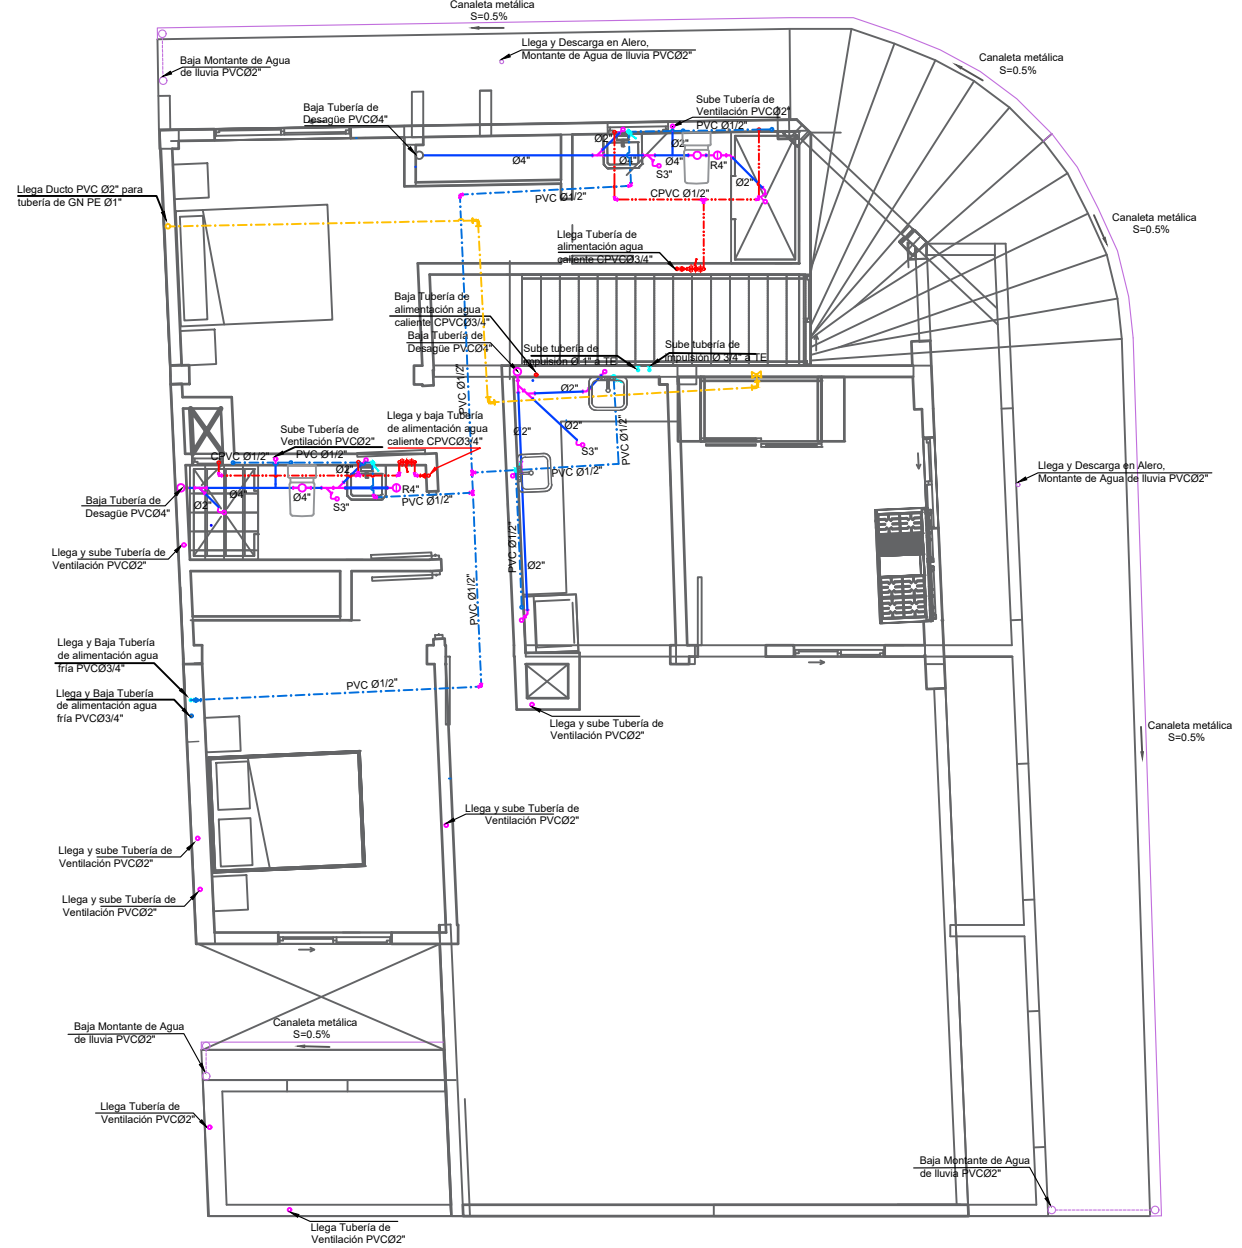 Canaleta metálica
S=0.5%
Llega y Descarga en Alero,
Montante de Agua de lluvia PVCØ2"
Baja Montante de Agua
de lluvia PVCØ2"
Canaleta metálica
S=0.5%
Baja Tubería de
Desagüe PVCØ4"
Sube Tubería de
Ventilación PVCØ2"
PVC Ø1/2"
Ø2"
Ø2"
Ø4"
Ø4"
Ø4"
R4"
S3"
Ø2"
PVC Ø1/2"
CPVC Ø1/2"
Llega Ducto PVC Ø2" para
tubería de GN PE Ø1"
Canaleta metálica
S=0.5%
Llega Tubería de
alimentación agua
caliente CPVCØ3/4"
Baja Tubería de
alimentación agua
caliente CPVCØ3/4"
Baja Tubería de
Desagüe PVCØ4"
Sube tubería de
impulsión Ø 1" a TE
Sube tubería de
impulsión Ø 3/4" a TE
PVC Ø1/2"
Ø2"
Ø2"
Ø2"
S3"
PVC Ø1/2"
PVC Ø1/2"
Llega y baja Tubería
de alimentación agua
caliente CPVCØ3/4"
Sube Tubería de
Ventilación PVCØ2"
CPVC Ø1/2"
PVC Ø1/2"
Ø2"
Ø4"
Ø4"
R4"
S3"
Ø2"
PVC Ø1/2"
Baja Tubería de
Desagüe PVCØ4"
Llega y Descarga en Alero,
Montante de Agua de lluvia PVCØ2"
Llega y sube Tubería de
Ventilación PVCØ2"
PVC Ø1/2"
Ø2"
PVC Ø1/2"
Llega y Baja Tubería
de alimentación agua
fría PVCØ3/4"
PVC Ø1/2"
Llega y Baja Tubería
de alimentación agua
fría PVCØ3/4"
Llega y sube Tubería de
Ventilación PVCØ2"
Canaleta metálica
S=0.5%
Llega y sube Tubería de
Ventilación PVCØ2"
Llega y sube Tubería de
Ventilación PVCØ2"
Llega y sube Tubería de
Ventilación PVCØ2"
Baja Montante de Agua
de lluvia PVCØ2"
Canaleta metálica
S=0.5%
Llega Tubería de
Ventilación PVCØ2"
Baja Montante de Agua
de lluvia PVCØ2"
Llega Tubería de
Ventilación PVCØ2"